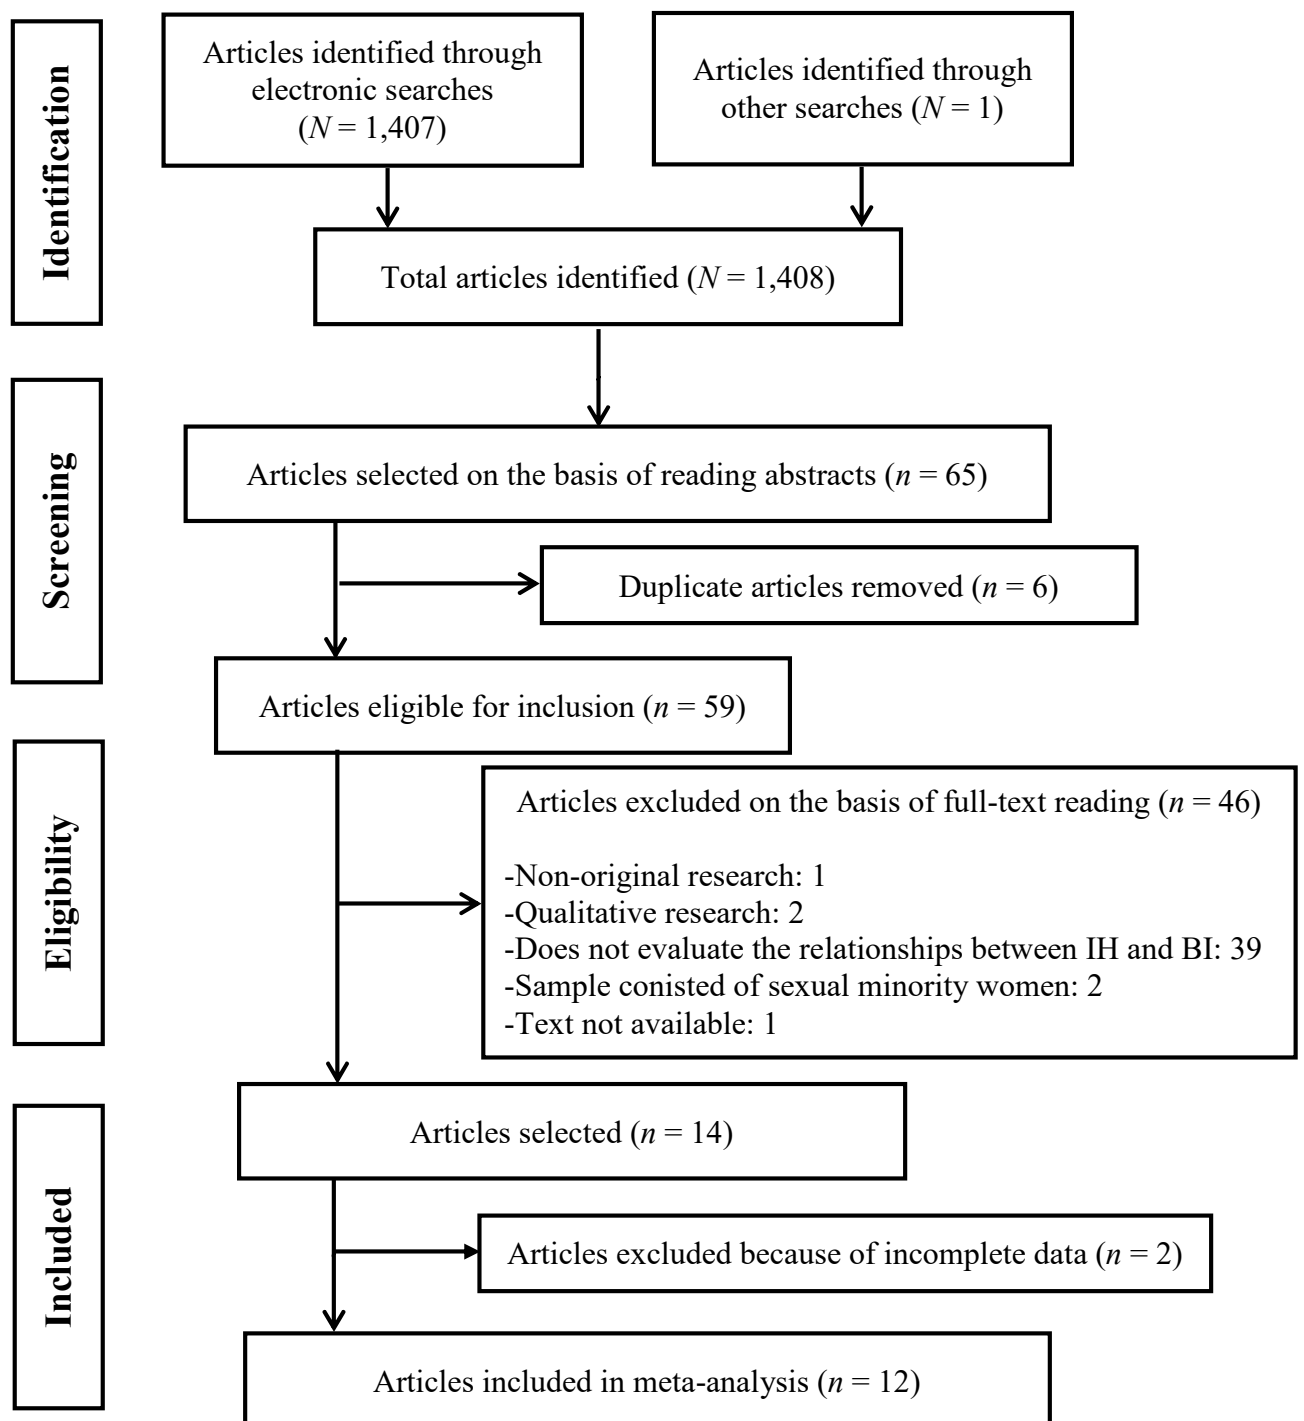 Identification
Articles identified through
electronic searches
(N = 1,407)
Articles identified through
other searches (N = 1)
Total articles identified (N = 1,408)
Screening
Articles selected on the basis of reading abstracts (n = 65)
Duplicate articles removed (n = 6)
Articles eligible for inclusion (n = 59)
Eligibility
Articles excluded on the basis of full-text reading (n = 46)
-Non-original research: 1
-Qualitative research: 2
-Does not evaluate the relationships between IH and BI: 39
-Sample conisted of sexual minority women: 2
-Text not available: 1
Articles selected (n = 14)
Included
Articles excluded because of incomplete data (n = 2)
Articles included in meta-analysis (n = 12)